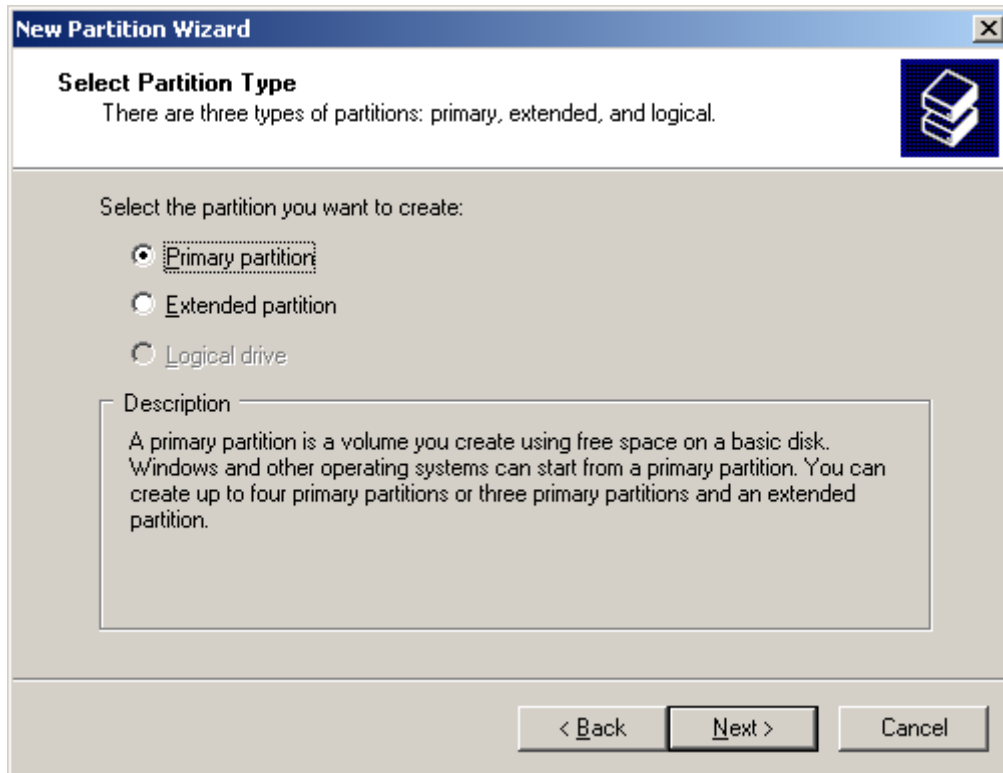 New Partition Wizard
Select Partition Type
There are three types of partitions: primary, extended, and logical.
Select the partition you want to create:
Primary partition
Extended partition
Logical drive
Description
A primary partition is a volume you create using free space on a basic disk.
Windows and other operating systems can start from a primary partition. You can
create up to four primary partitions or three primary partitions and an extended
partition.
< Back
Next >
Cancel